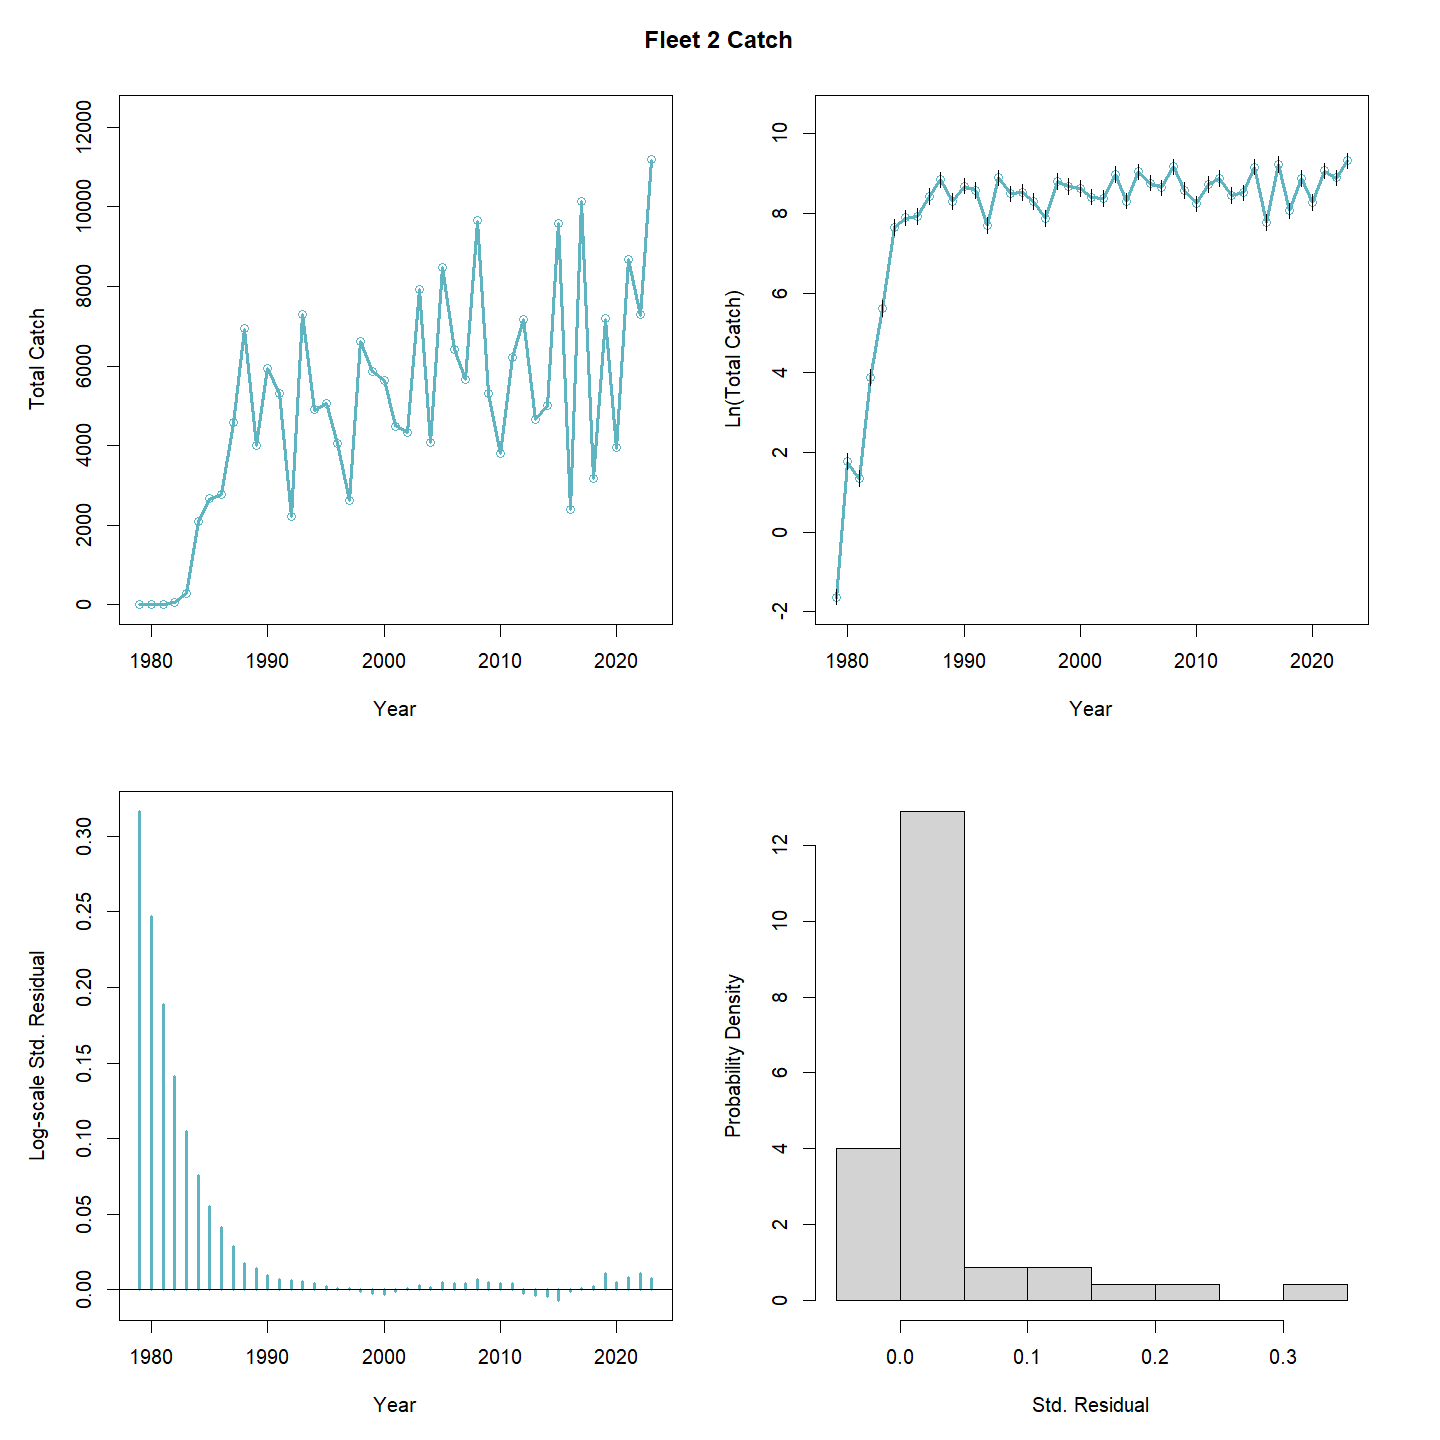 Fleet 2 Catch
Total Catch
0 2000 4000 6000 8000 10000 12000
1980 1990 2000 2010 2020
Year
Ln(Total Catch)
-2 0 2 4 6 8 10
1980 1990 2000 2010 2020
Year
Log-scale Std. Residual
0.00 0.05 0.10 0.15 0.20 0.25 0.30
1980 1990 2000 2010 2020
Year
Probability Density
0 2 4 6 8 10 12
0.0 0.1 0.2 0.3
Std. Residual